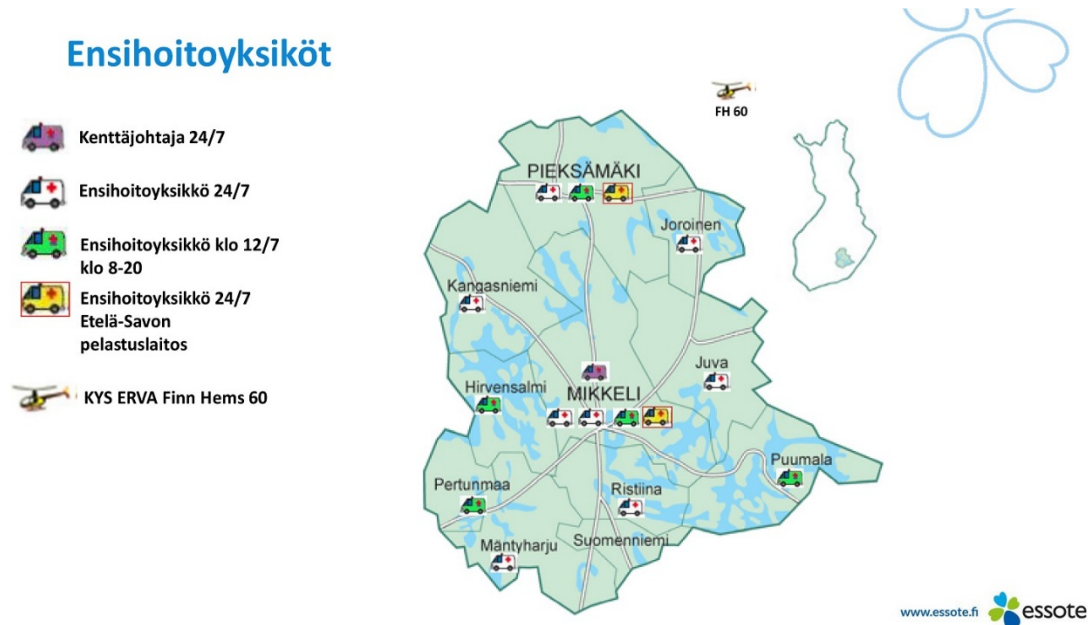 Ensihoitoyksiköt
Kenttäjohtaja 24/7
Ensihoitoyksikkö 24/7
Ensihoitoyksikkö klo 12/7
klo 8-20
Ensihoitoyksikkö 24/7
Etelä-Savon
pelastuslaitos
KYS ERVA Finn Hems 60
FH 60
PIEKSÄMÄKI
Joroinen
Kangasniemi
Juva
Hirvensalmi
MIKKELI
Puumala
Pertunmaa
Ristiina
Mäntyharju
Suomenniemi
www.essote.fi
essote